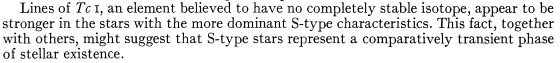 Lines of Tc I, an element believed to have no completely stable isotope, appear to be
stronger in the stars with the more dominant S-type characteristics. This fact, together
with others, might suggest that S-type stars represent a comparatively transient phase
of stellar existence.